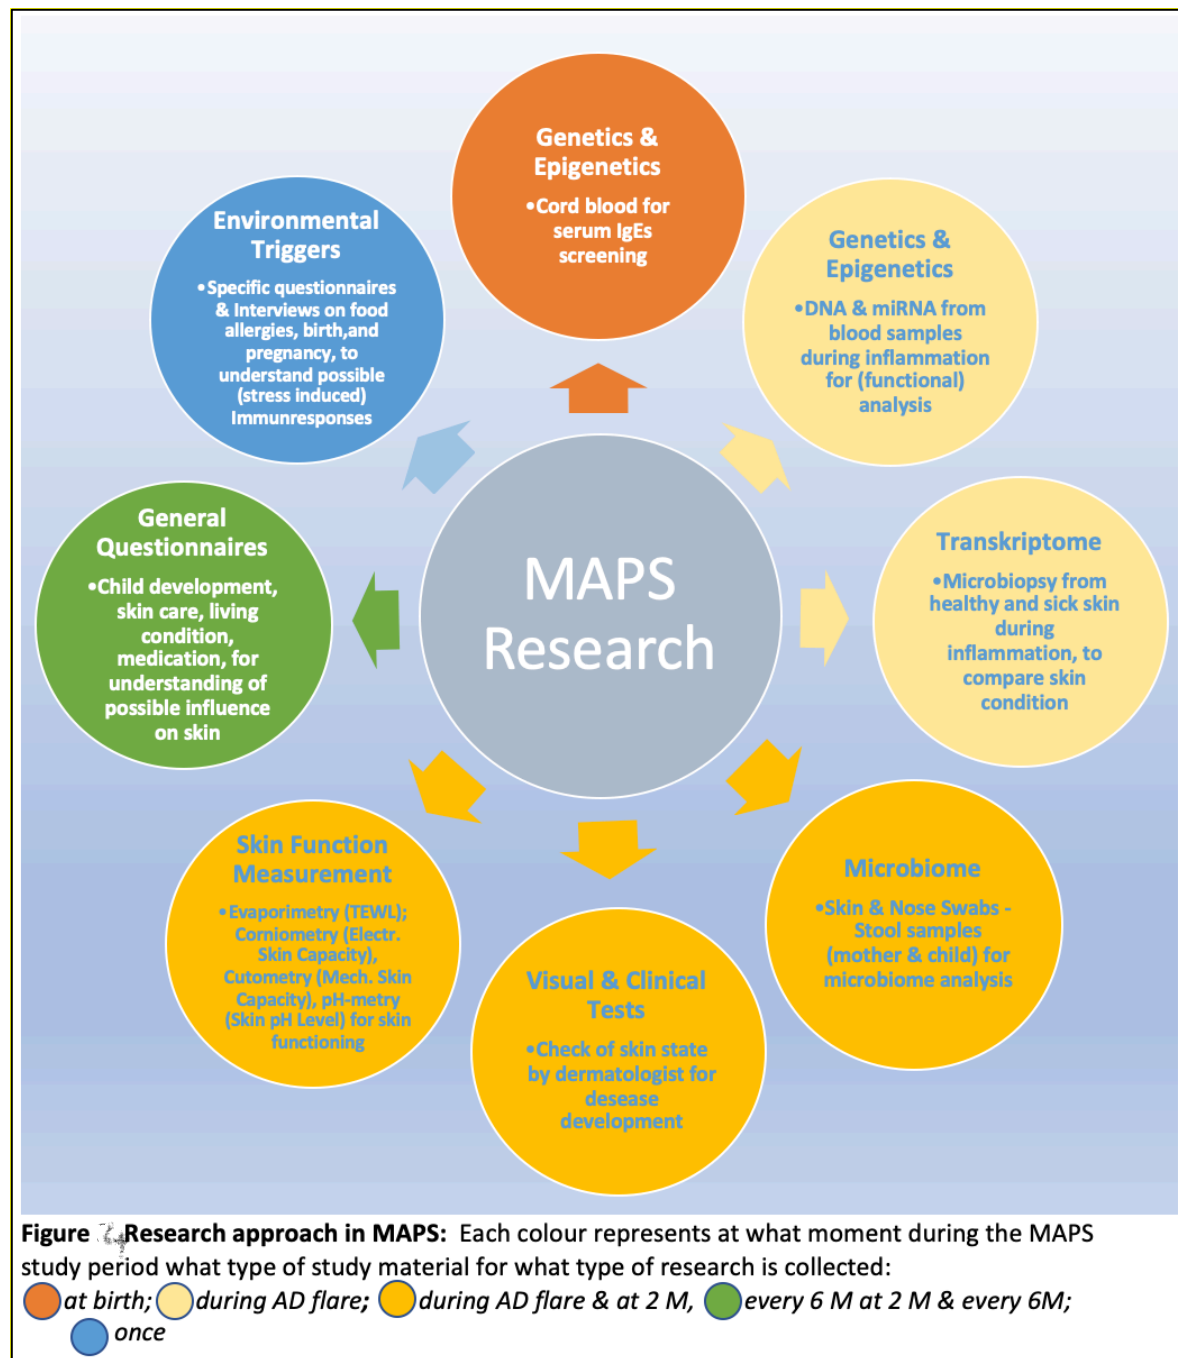 Genetics &
Epigenetics
•Cord blood for
serum IgEs
screening
Genetics &
Epigenetics
•DNA & miRNA from
blood samples
during inflammation
for (functional)
analysis
Transkriptome
•Microbiopsy from
healthy and sick skin
during
inflammation, to
compare skin
condition
Microbiome
•Skin & Nose Swabs -
Stool samples
(mother & child) for
microbiome analysis
Visual & Clinical
Tests
•Check of skin state
by dermatologist for
desease
development
Skin Function
Measurement
•Evaporimetry (TEWL);
Corniometry (Electr.
Skin Capacity),
Cutometry (Mech. Skin
Capacity), pH-metry
(Skin pH Level) for skin
functioning
General
Questionnaires
•Child development,
skin care, living
condition,
medication, for
understanding of
possible influence
on skin
Environmental
Triggers
•Specific questionnaires
& Interviews on food
allergies, birth,and
pregnancy, to
understand possible
(stress induced)
Immunresponses
MAPS
Research
Figure Research approach in MAPS: Each colour represents at what moment during the MAPS
study period what type of study material for what type of research is collected:
at birth; during AD flare; during AD flare & at 2 M, every 6 M at 2 M & every 6M;
once